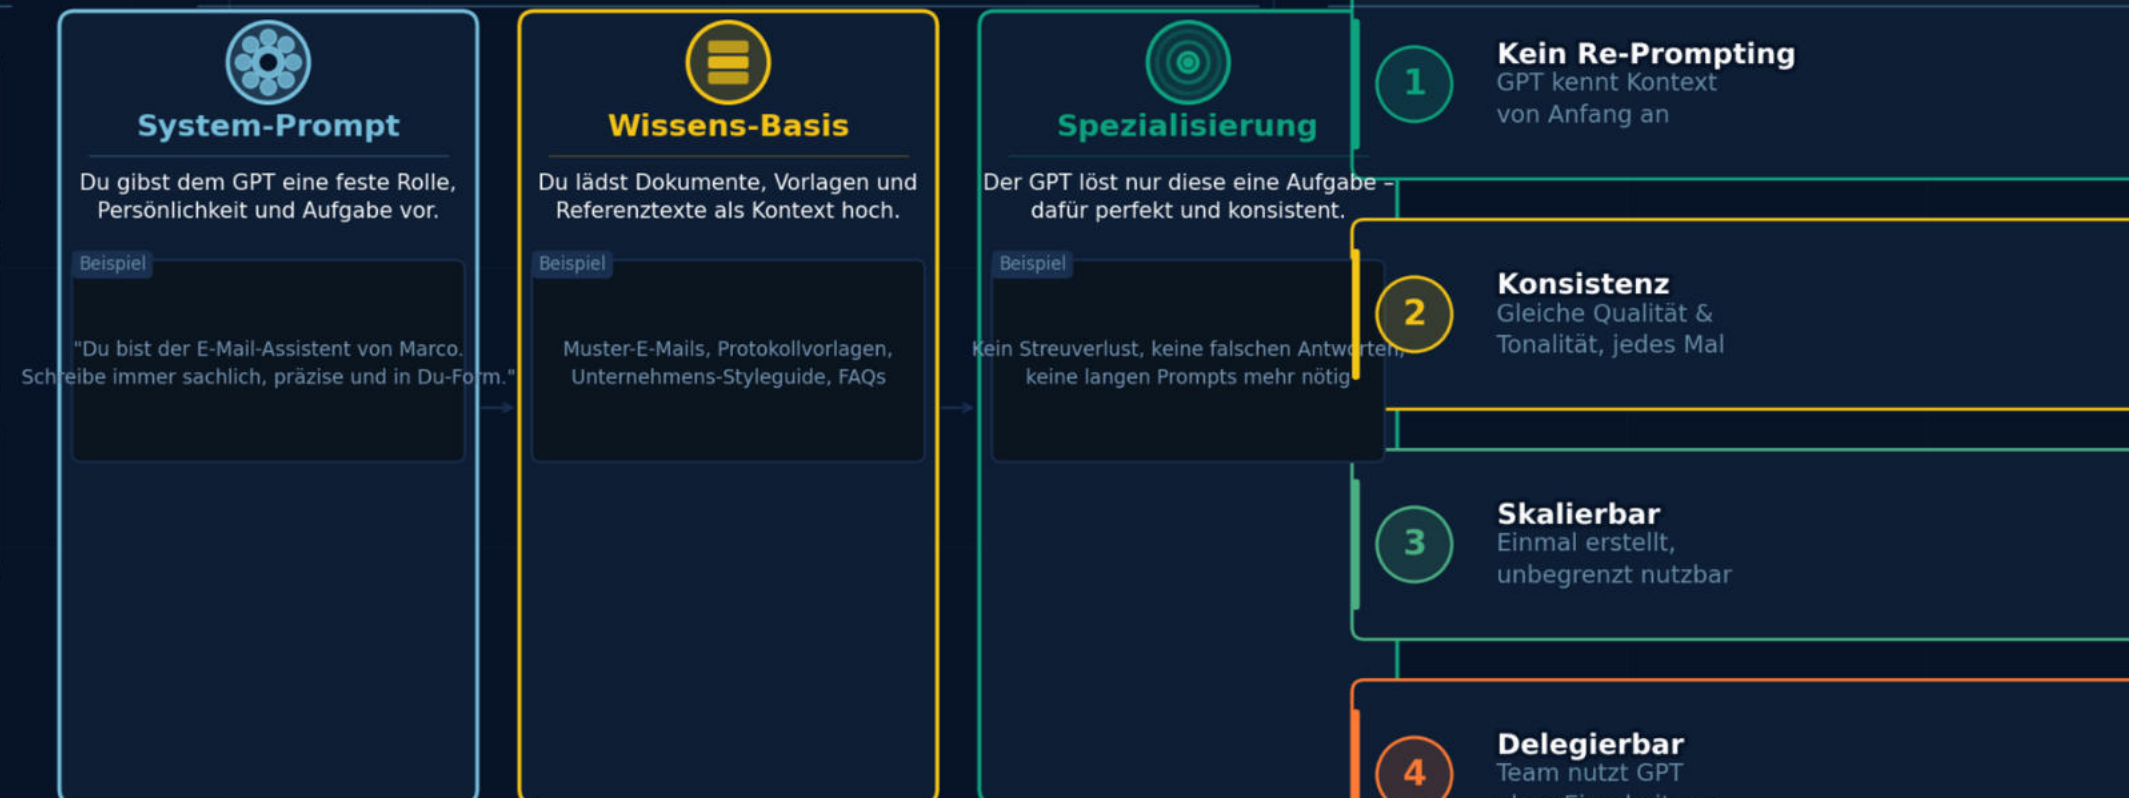 System-Prompt
Du gibst dem GPT eine feste Rolle,
Persönlichkeit und Aufgabe vor.
Beispiel
"Du bist der E-Mail-Assistent von Marco.
Schreibe immer sachlich, präzise und in Du-Form."
Wissens-Basis
Du lädst Dokumente, Vorlagen und
Referenztexte als Kontext hoch.
Beispiel
Muster-E-Mails, Protokollvorlagen,
Unternehmens-Styleguide, FAQs
Spezialisierung
Der GPT löst nur diese eine Aufgabe –
dafür perfekt und konsistent.
Beispiel
Kein Streuverlust, keine falschen Antworten,
keine langen Prompts mehr nötig
1
Kein Re-Prompting
GPT kennt Kontext
von Anfang an
2
Konsistenz
Gleiche Qualität &
Tonalität, jedes Mal
3
Skalierbar
Einmal erstellt,
unbegrenzt nutzbar
4
Delegierbar
Team nutzt GPT